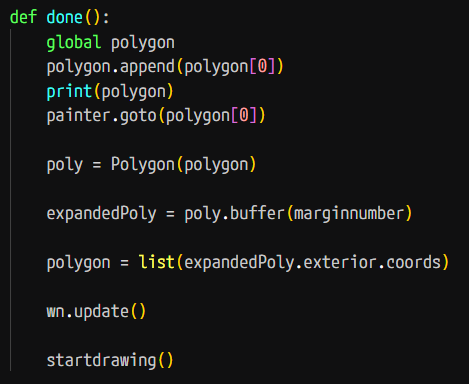 def done():
    global polygon
    polygon.append(polygon[0])
    print(polygon)
    painter.goto(polygon[0])

    poly = Polygon(polygon)

    expandedPoly = poly.buffer(marginnumber)

    polygon = list(expandedPoly.exterior.coords)

    wn.update()

    startdrawing()